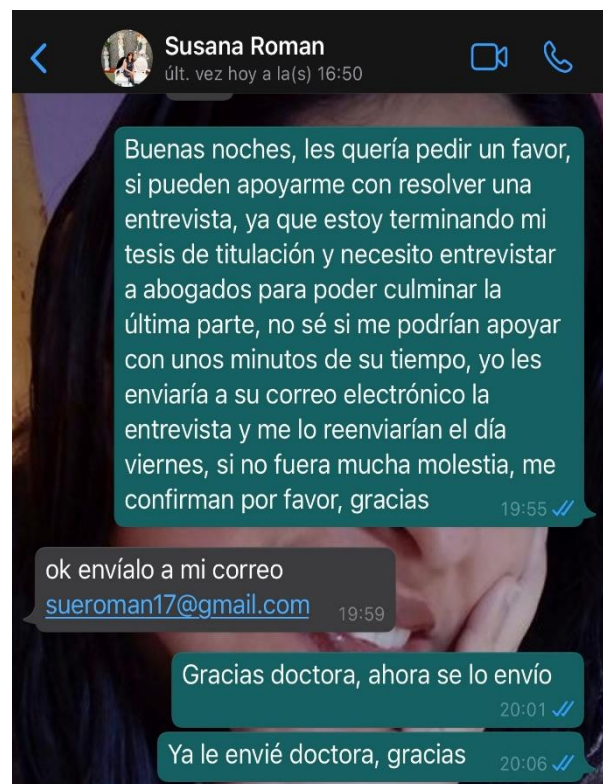 Susana Roman
últ. vez hoy a la(s) 16:50
Buenas noches, les quería pedir un favor,
si pueden apoyarme con resolver una
entrevista, ya que estoy terminando mi
tesis de titulación y necesito entrevistar
a abogados para poder culminar la
última parte, no sé si me podrían apoyar
con unos minutos de su tiempo, yo les
enviaría a su correo electrónico la
entrevista y me lo reenviarían el día
viernes, si no fuera mucha molestia, me
confirman por favor, gracias 19:55
ok envíalo a mi correo
sueroman17@gmail.com 19:59
Gracias doctora, ahora se lo envío
20:01
Ya le envié doctora, gracias 20:06